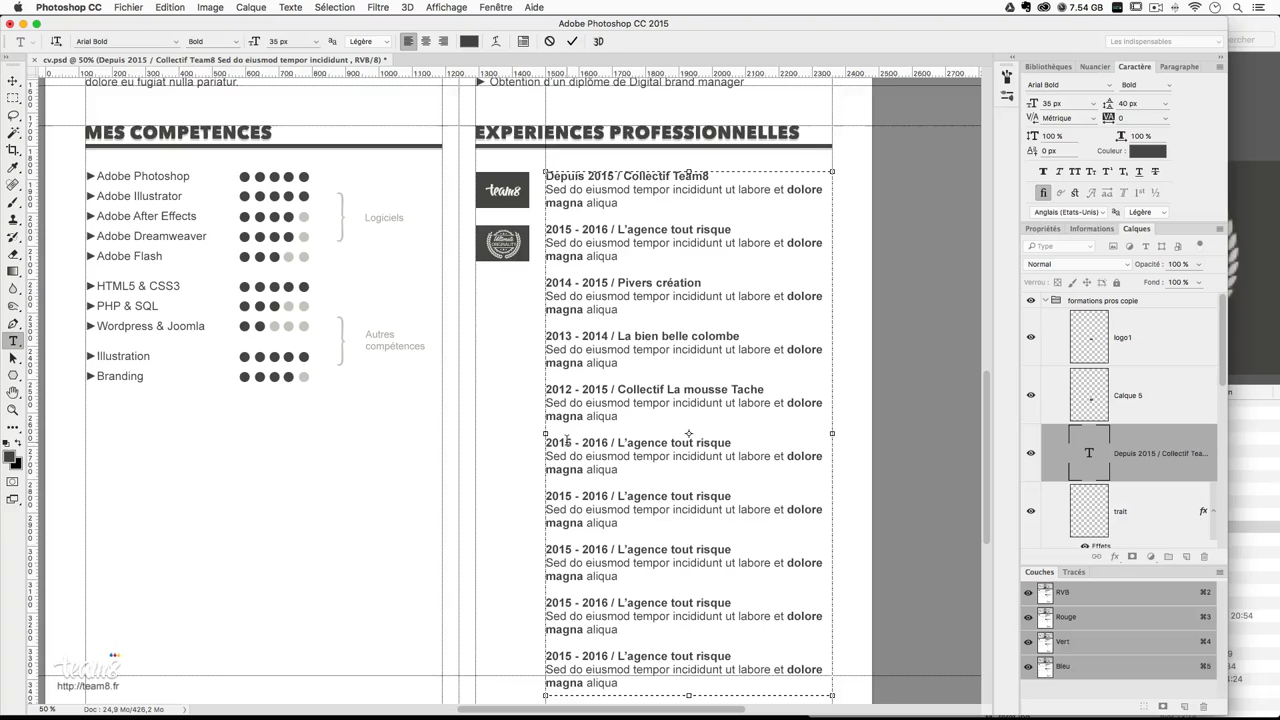 Photoshop CC Fichier Edition Image Calque Texte Sélection Filtre 3D Affichage Fenêtre Aide 7.54 GB
Adobe Photoshop CC 2015
Arial Bold Bold 35 px Légère 3D Les indispensables
cv.psd @ 50% (Depuis 2015 / Collectif Team8 Sed do eiusmod tempor incididunt , RVB/8) *
dolore eu fugiat nulla pariatur.
► Obtention d'un diplôme de Digital brand manager
MES COMPETENCES
►Adobe Photoshop
►Adobe Illustrator
►Adobe After Effects
►Adobe Dreamweaver
►Adobe Flash
Logiciels
►HTML5 & CSS3
►PHP & SQL
►Wordpress & Joomla
►Illustration
►Branding
Autres
compétences
EXPERIENCES PROFESSIONNELLES
team8
Depuis 2015 / Collectif Team8
Sed do eiusmod tempor incididunt ut labore et dolore
magna aliqua
2015 - 2016 / L'agence tout risque
Sed do eiusmod tempor incididunt ut labore et dolore
magna aliqua
2014 - 2015 / Pivers création
Sed do eiusmod tempor incididunt ut labore et dolore
magna aliqua
2013 - 2014 / La bien belle colombe
Sed do eiusmod tempor incididunt ut labore et dolore
magna aliqua
2012 - 2015 / Collectif La mousse Tache
Sed do eiusmod tempor incididunt ut labore et dolore
magna aliqua
2015 - 2016 / L'agence tout risque
Sed do eiusmod tempor incididunt ut labore et dolore
magna aliqua
2015 - 2016 / L'agence tout risque
Sed do eiusmod tempor incididunt ut labore et dolore
magna aliqua
2015 - 2016 / L'agence tout risque
Sed do eiusmod tempor incididunt ut labore et dolore
magna aliqua
2015 - 2016 / L'agence tout risque
Sed do eiusmod tempor incididunt ut labore et dolore
magna aliqua
2015 - 2016 / L'agence tout risque
Sed do eiusmod tempor incididunt ut labore et dolore
magna aliqua
team8
http://team8.fr
50 % Doc : 24,9 Mo/426,2 Mo
Bibliothèques Nuancier Caractère Paragraphe
Arial Bold Bold
35 px 40 px
Métrique 0
100 % 100 %
0 px Couleur :
Anglais (Etats-Unis) Légère
Propriétés Informations Calques
Type
Normal Opacité : 100 %
Verrou : Fond : 100 %
formations pros copie
logo1
Calque 5
Depuis 2015 / Collectif Tea...
trait fx
Effets
Couches Tracés
RVB ⌘2
Rouge ⌘3
Vert ⌘4
Bleu ⌘5